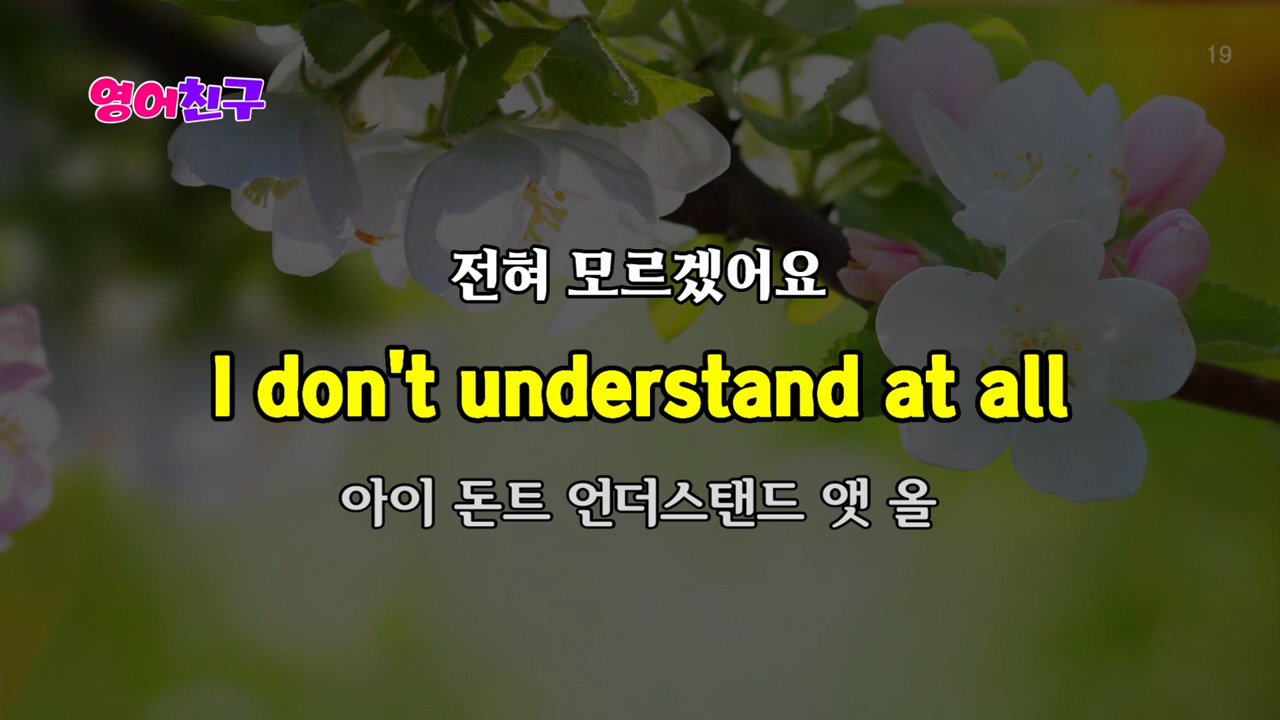 19
영어친구
전혀 모르겠어요
I don't understand at all
아이 돈트 언더스탠드 앳 올